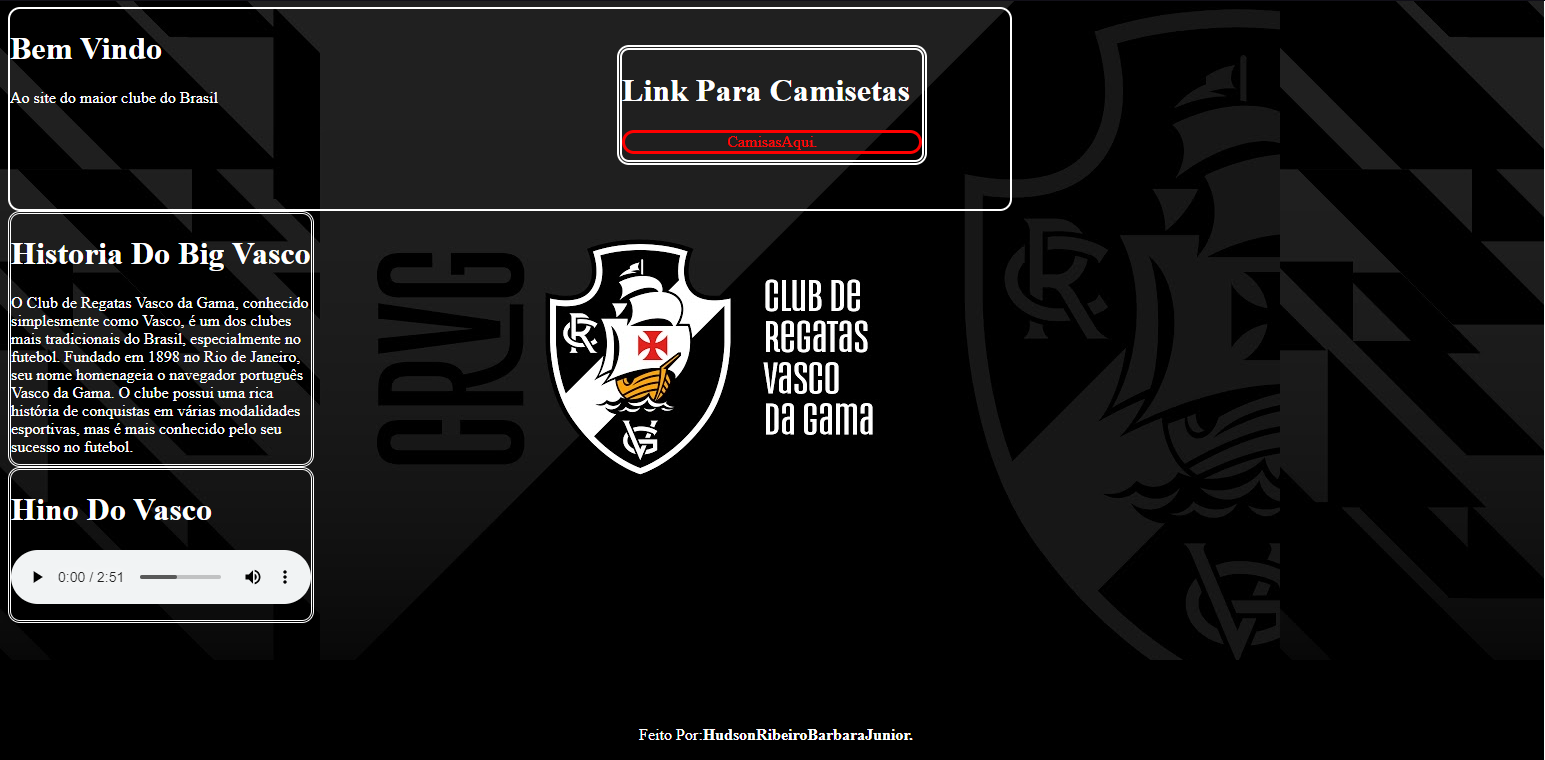 Bem Vindo
Ao site do maior clube do Brasil
Link Para Camisetas
CamisasAqui.
Historia Do Big Vasco
O Club de Regatas Vasco da Gama, conhecido
simplesmente como Vasco, é um dos clubes
mais tradicionais do Brasil, especialmente no
futebol. Fundado em 1898 no Rio de Janeiro,
seu nome homenageia o navegador português
Vasco da Gama. O clube possui uma rica
história de conquistas em várias modalidades
esportivas, mas é mais conhecido pelo seu
sucesso no futebol.
CRVG
CLUB DE
REGATAS
VASCO
DA GAMA
Hino Do Vasco
0:00 / 2:51
Feito Por:HudsonRibeiroBarbaraJunior.